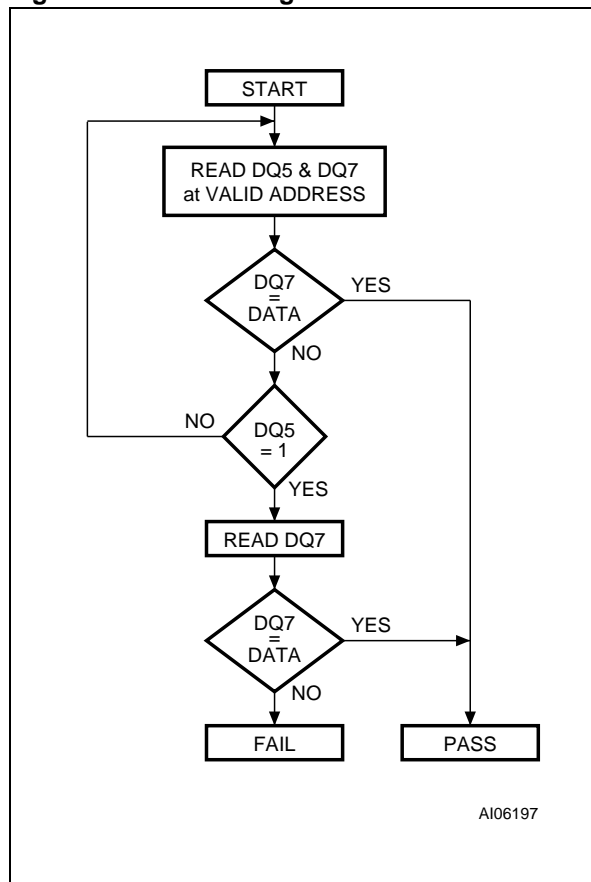 START
READ DQ5 & DQ7
at VALID ADDRESS
DQ7
=
DATA
YES
NO
NO
DQ5
= 1
YES
READ DQ7
DQ7
=
DATA
YES
NO
FAIL
PASS
AI06197